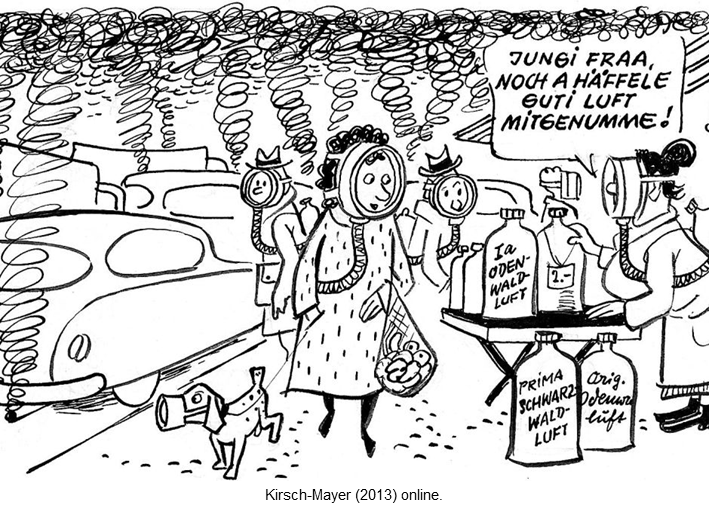 JUNGI FRAA,
NOCH A HÄFFELE
GUTI LUFT
MITGENUMME!
Ia
ODEN-
WALD-
LUFT
2.-
PRIMA
SCHWARZ-
WALD-
LUFT
Orig.
Odenw.
luft
Kirsch-Mayer (2013) online.